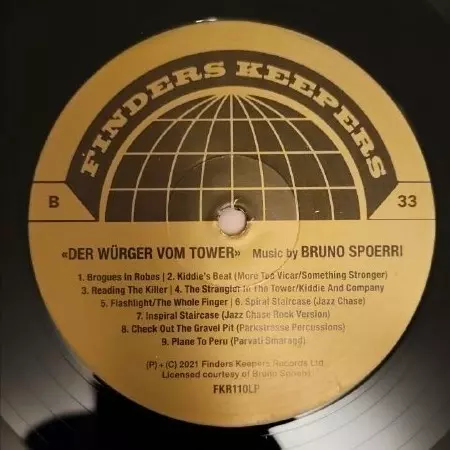 FINDERS KEEPERS
B 33
«DER WÜRGER VOM TOWER» Music by BRUNO SPOERRI
1. Brogues In Robes | 2. Kiddie's Beat (More Too Vicar/Something Stronger)
3. Reading The Killer | 4. The Strangler In The Tower/Kiddie And Company
5. Flashlight/The Whole Finger | 6. Spiral Staircase (Jazz Chase)
7. Inspiral Staircase (Jazz Chase Rock Version)
8. Check Out The Gravel Pit (Parkstrasse Percussions)
9. Plane To Peru (Parvati Smaragd)
(P) + (C) 2021 Finders Keepers Records Ltd.
Licensed courtesy of Bruno Spoerri
FKR110LP